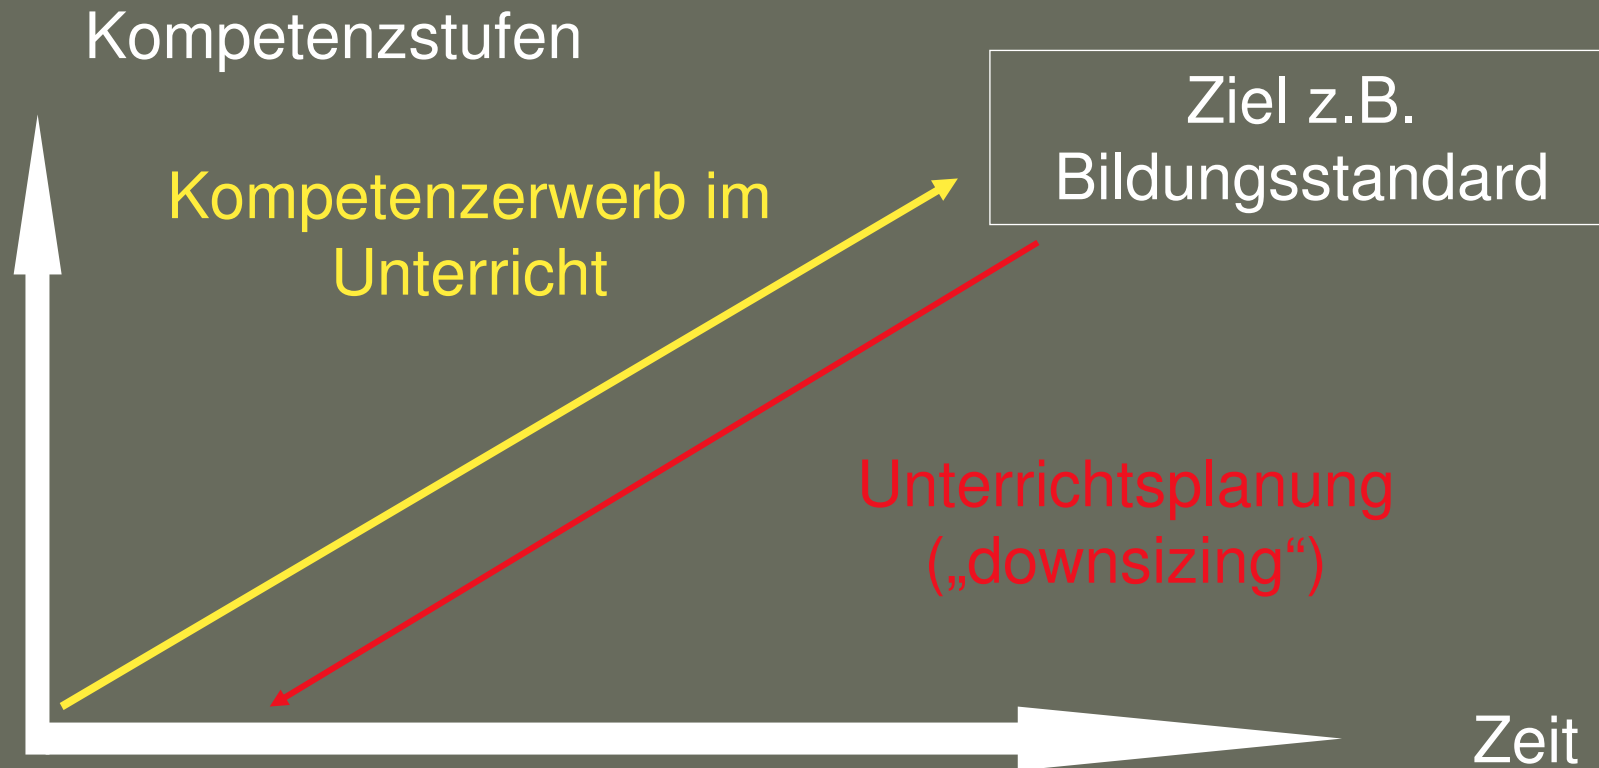 Kompetenzstufen
Ziel z.B.
Bildungsstandard
Kompetenzerwerb im
Unterricht
Unterrichtsplanung
(„downsizing“)
Zeit